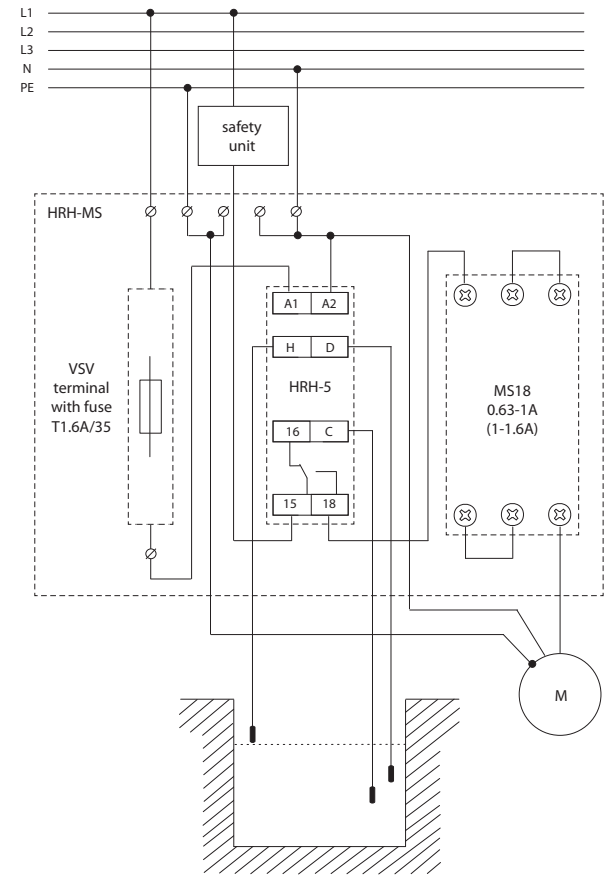 L1
L2
L3
N
PE
safety
unit
HRH-MS
A1 A2
H D
HRH-5
16 C
15 18
VSV
terminal
with fuse
T1.6A/35
MS18
0.63-1A
(1-1.6A)
M